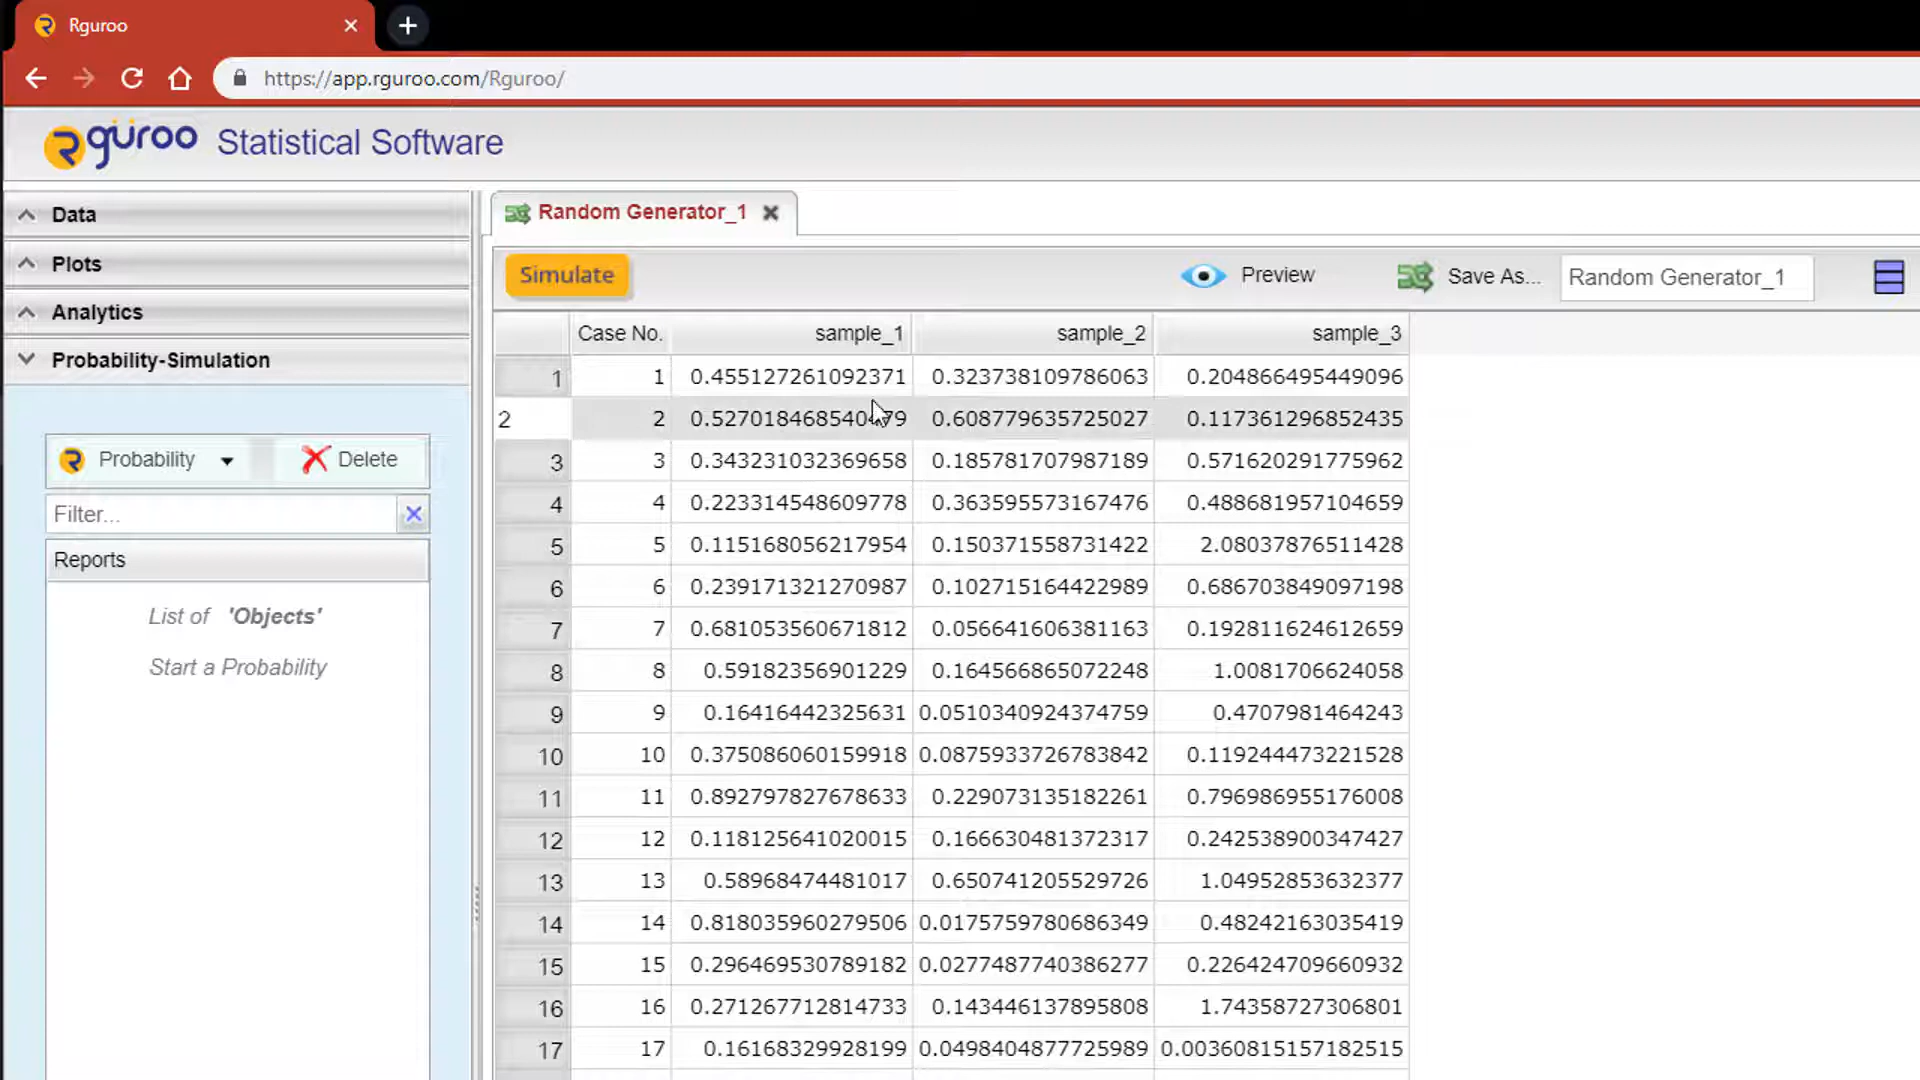 Rguroo
https://app.rguroo.com/Rguroo/
Rguroo Statistical Software
Data
Plots
Analytics
Probability-Simulation
Probability Delete
Filter...
Reports
List of 'Objects'
Start a Probability
Random Generator_1
Simulate Preview Save As... Random Generator_1
Case No. sample_1 sample_2 sample_3
1 1 0.455127261092371 0.323738109786063 0.204866495449096
2 2 0.5270184685404 79 0.608779635725027 0.117361296852435
3 3 0.343231032369658 0.185781707987189 0.571620291775962
4 4 0.223314548609778 0.363595573167476 0.488681957104659
5 5 0.115168056217954 0.150371558731422 2.08037876511428
6 6 0.239171321270987 0.102715164422989 0.686703849097198
7 7 0.681053560671812 0.056641606381163 0.192811624612659
8 8 0.59182356901229 0.164566865072248 1.0081706624058
9 9 0.16416442325631 0.0510340924374759 0.4707981464243
10 10 0.375086060159918 0.0875933726783842 0.119244473221528
11 11 0.892797827678633 0.229073135182261 0.796986955176008
12 12 0.118125641020015 0.166630481372317 0.242538900347427
13 13 0.58968474481017 0.650741205529726 1.04952853632377
14 14 0.818035960279506 0.0175759780686349 0.48242163035419
15 15 0.296469530789182 0.0277487740386277 0.226424709660932
16 16 0.271267712814733 0.143446137895808 1.74358727306801
17 17 0.16168329928199 0.0498404877725989 0.00360815157182515